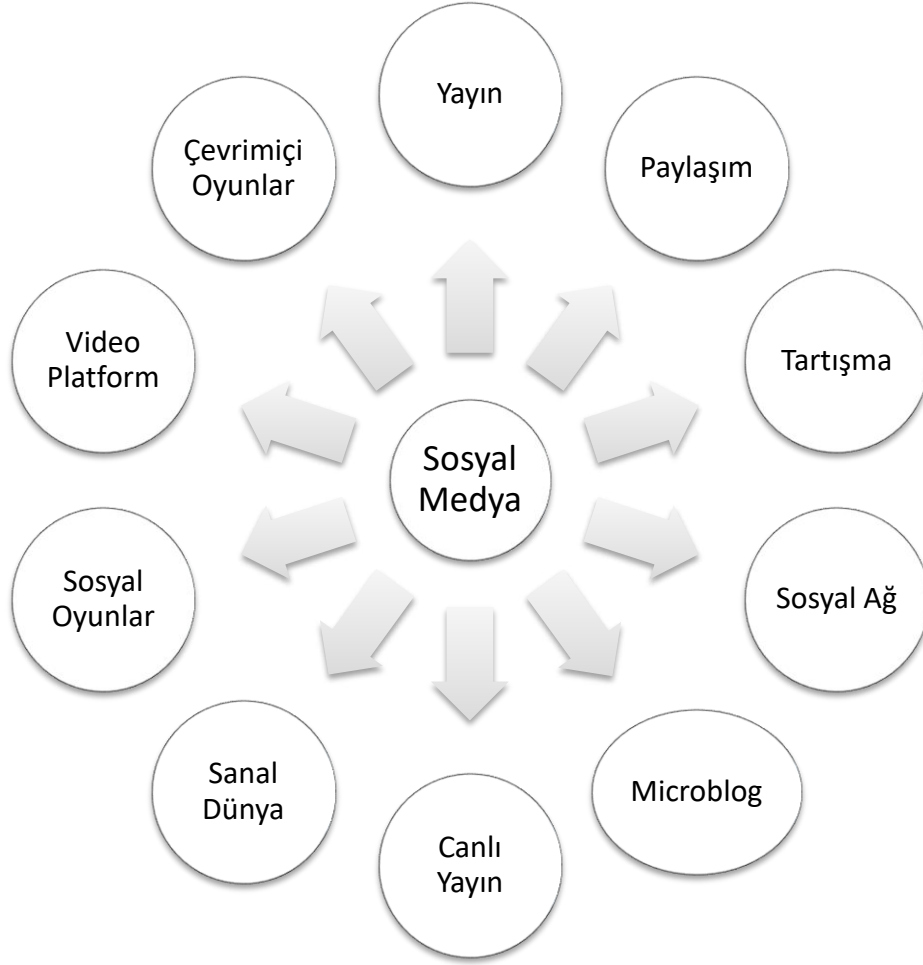 Yayın
Paylaşım
Tartışma
Sosyal Ağ
Microblog
Canlı
Yayın
Sanal
Dünya
Sosyal
Oyunlar
Video
Platform
Çevrimiçi
Oyunlar
Sosyal
Medya